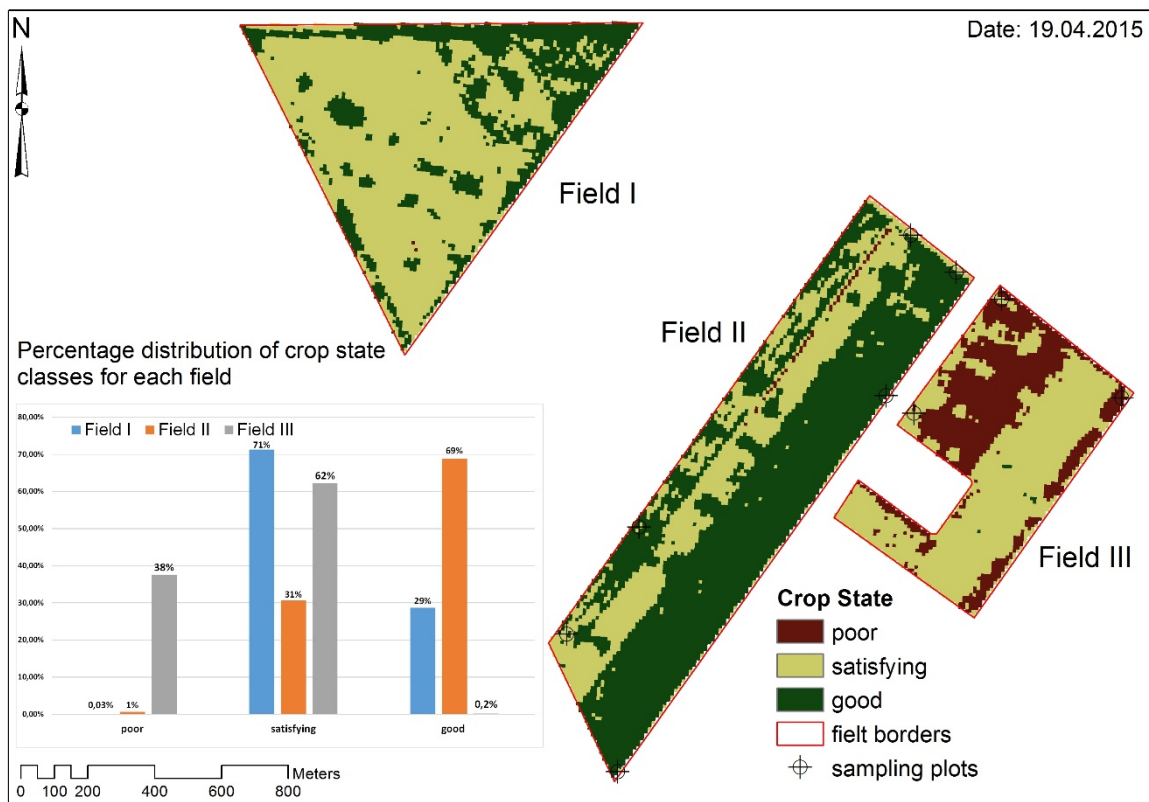 N
Date: 19.04.2015
Field I
Field II
Field III
Percentage distribution of crop state
classes for each field
80,00%
70,00%
60,00%
50,00%
40,00%
30,00%
20,00%
10,00%
0,00%
Field I Field II Field III
0,03% 1% 38%
71% 31% 62%
29% 69% 0,2%
poor satisfying good
Meters
0 100 200 400 600 800
Crop State
poor
satisfying
good
fielt borders
sampling plots